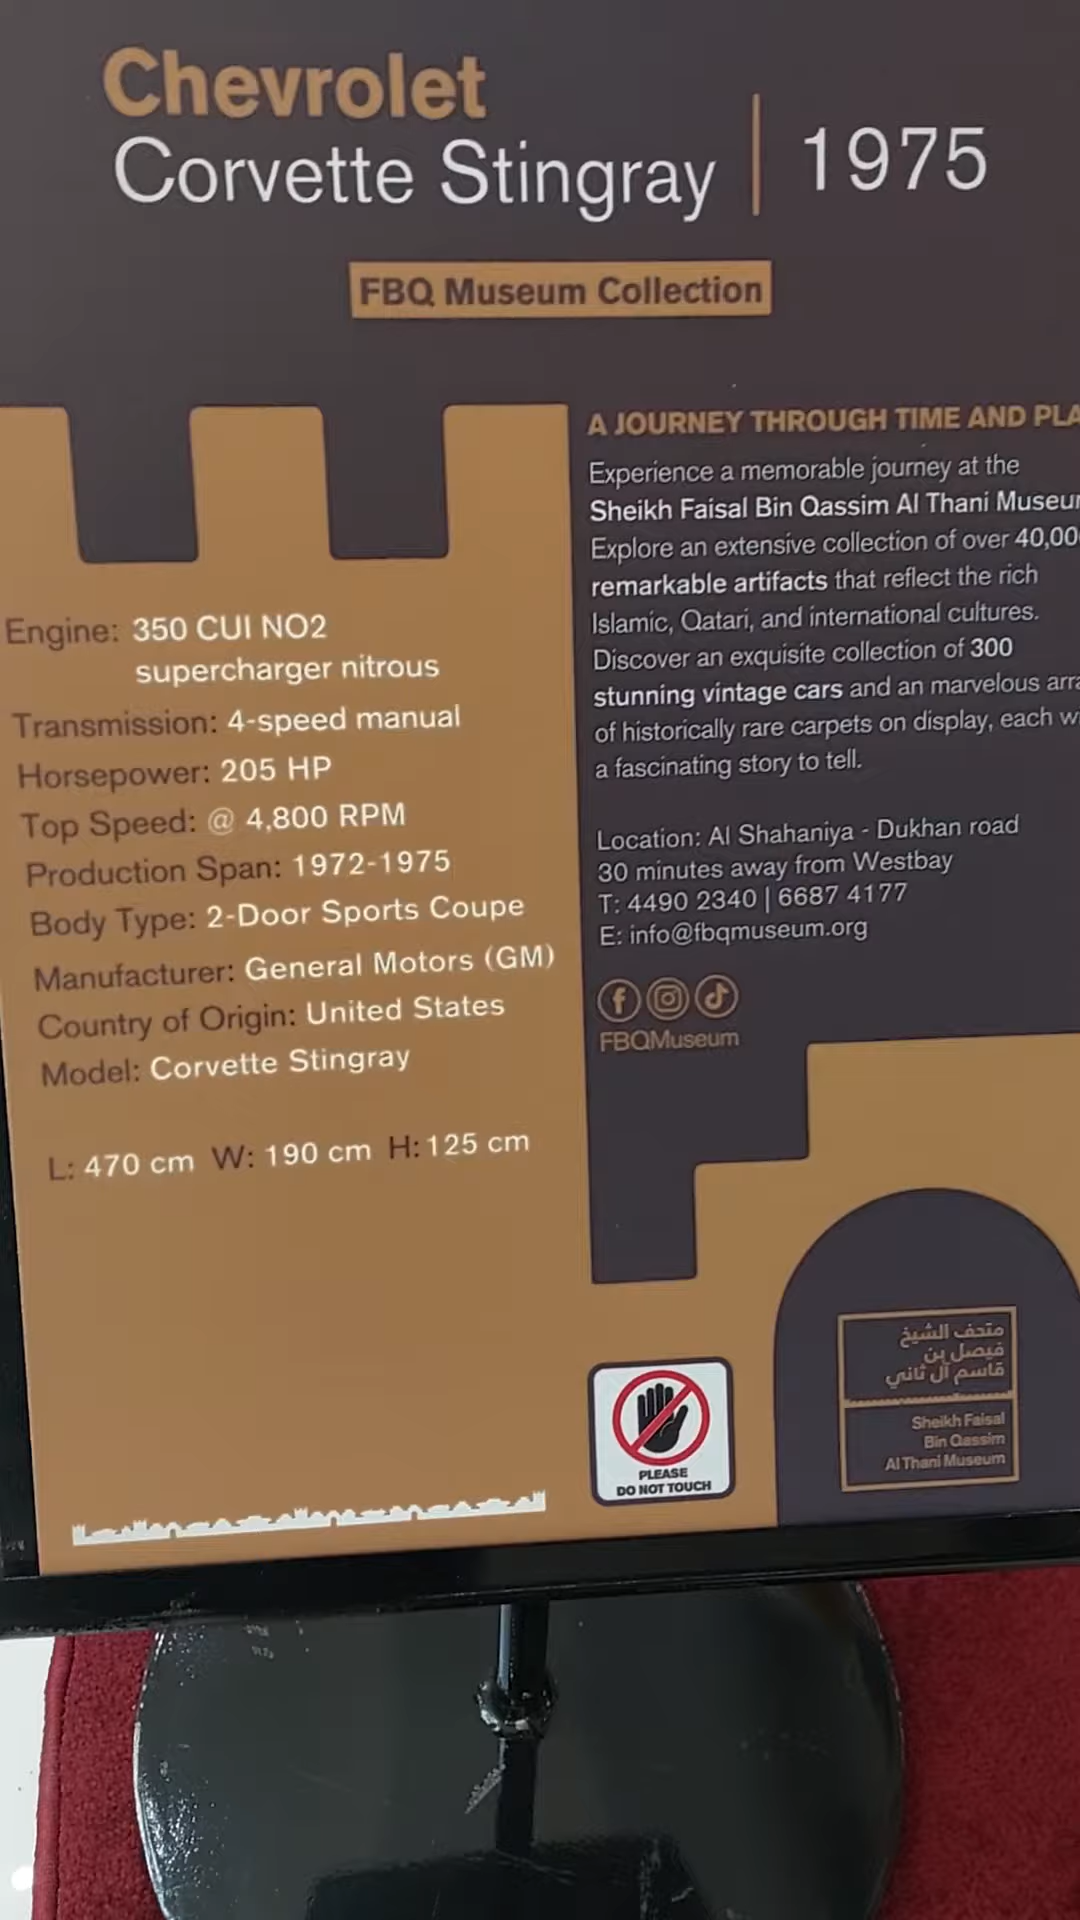 Chevrolet
Corvette Stingray | 1975
FBQ Museum Collection
Engine: 350 CUI NO2
supercharger nitrous
Transmission: 4-speed manual
Horsepower: 205 HP
Top Speed: @ 4,800 RPM
Production Span: 1972-1975
Body Type: 2-Door Sports Coupe
Manufacturer: General Motors (GM)
Country of Origin: United States
Model: Corvette Stingray
L: 470 cm W: 190 cm H: 125 cm
A JOURNEY THROUGH TIME AND
Experience a memorable journey at the
Sheikh Faisal Bin Qassim Al Thani
Explore an extensive collection of over
remarkable artifacts that reflect the rich
Islamic, Qatari, and international cultures.
Discover an exquisite collection of 300
stunning vintage cars and an marvelous
of historically rare carpets on display, each
a fascinating story to tell.
Location: Al Shahaniya - Dukhan road
30 minutes away from Westbay
T: 4490 2340 | 6687 4177
E: info@fbqmuseum.org
FBQMuseum
PLEASE
DO NOT TOUCH
متحف الشيخ
فيصل بن
قاسم آل ثاني
Sheikh Faisal
Bin Qassim
Al Thani Museum